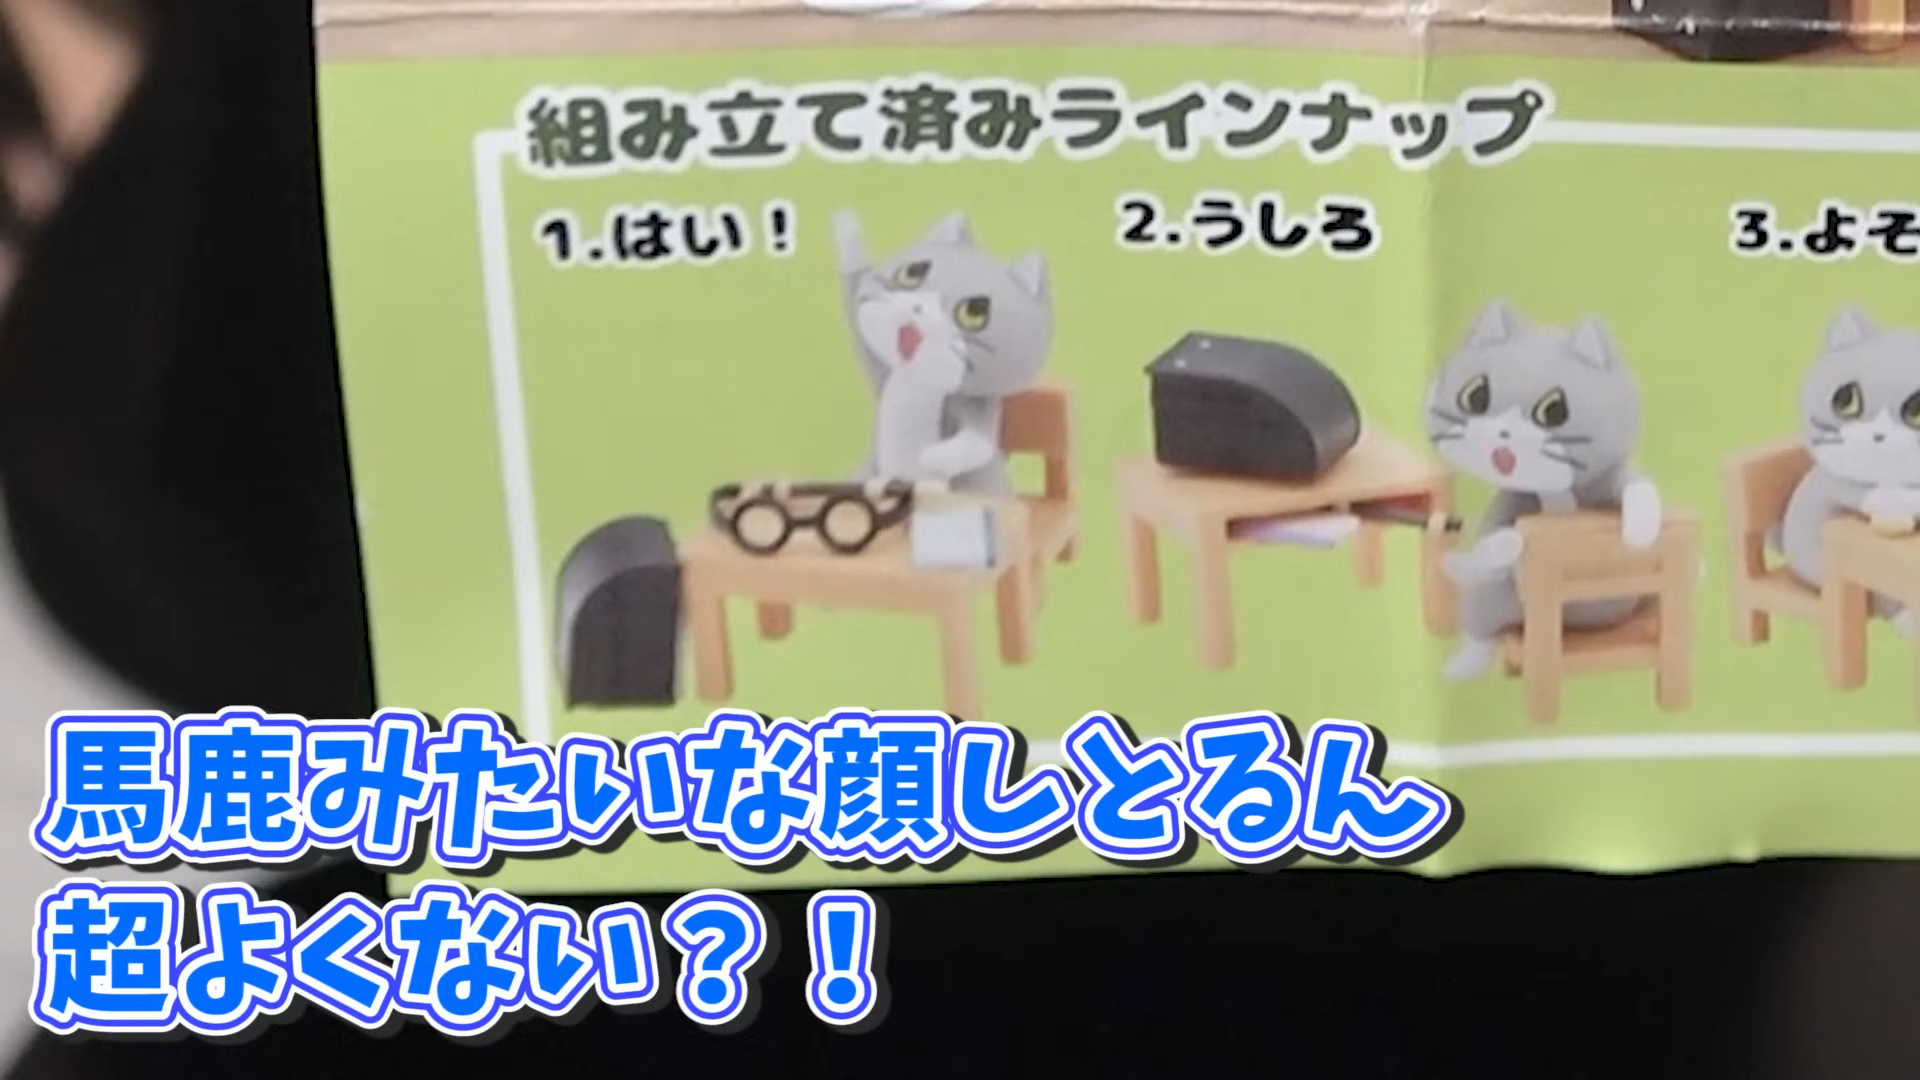 組み立て済みラインナップ
1.はい！
2.うしろ
3.よそ
馬鹿みたいな顔しとるん
超よくない？！